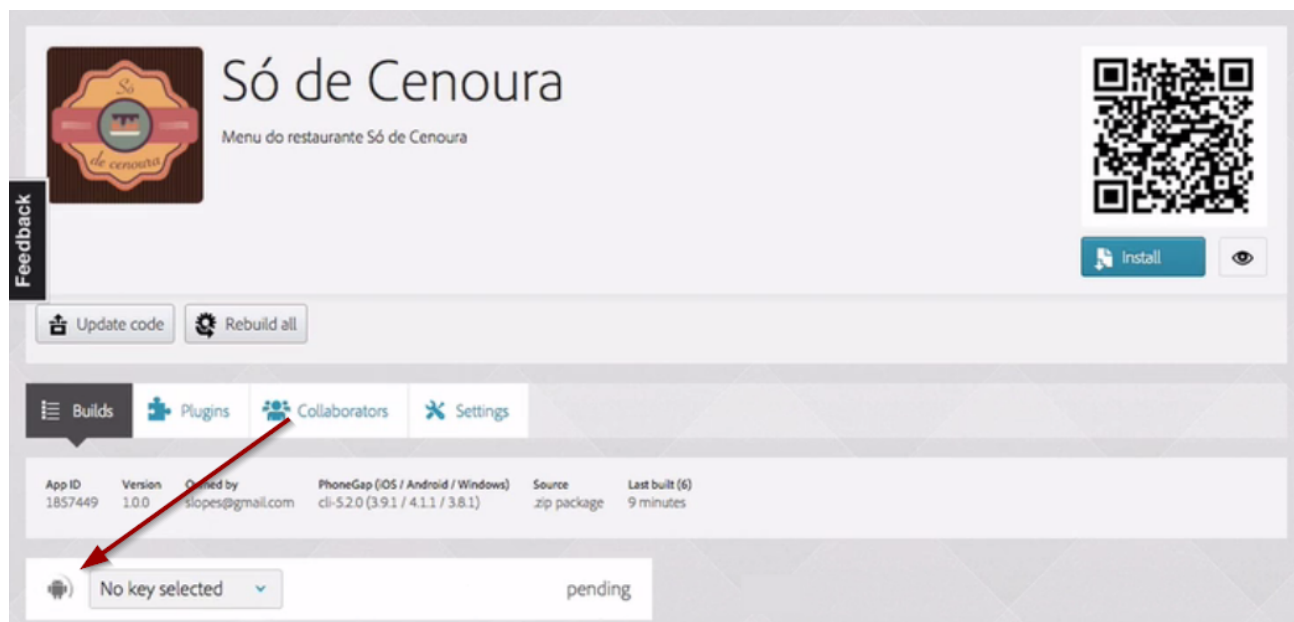 Só
de cenoura
Só de Cenoura
Menu do restaurante Só de Cenoura
Feedback
Install
Update code
Rebuild all
Builds
Plugins
Collaborators
Settings
App ID Version Owned by PhoneGap (iOS / Android / Windows) Source Last built (6)
1857449 1.0.0 slopes@gmail.com cli-5.2.0 (3.9.1 / 4.1.1 / 3.8.1) .zip package 9 minutes
No key selected
pending